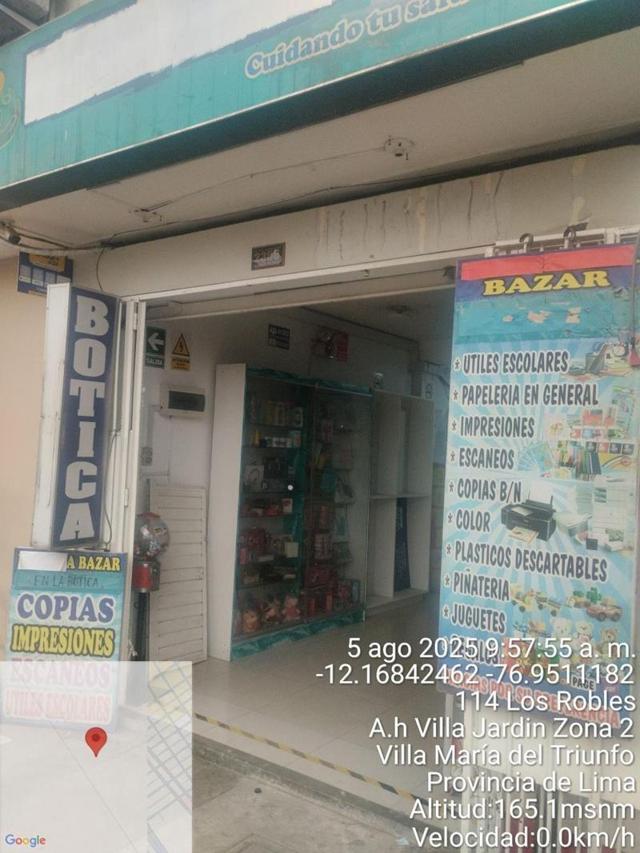 Cuidando tu
BOTICA
SALIDA
BAZAR
* UTILES ESCOLARES
* PAPELERIA EN GENERAL
* IMPRESIONES
* ESCANEOS
* COPIAS B/N
* COLOR
* PLASTICOS DESCARTABLES
* PIÑATERIA
* JUGUETES
A BAZAR
EN LA BOTICA
COPIAS
IMPRESIONES
ESCANEOS
UTILES ESCOLARES
5 ago 2025 9:57:55 a. m.
-12.16842462 -76.9511182
114 Los Robles
A.h Villa Jardin Zona 2
Villa María del Triunfo
Provincia de Lima
Altitud:165.1msnm
Velocidad:0.0km/h
Google